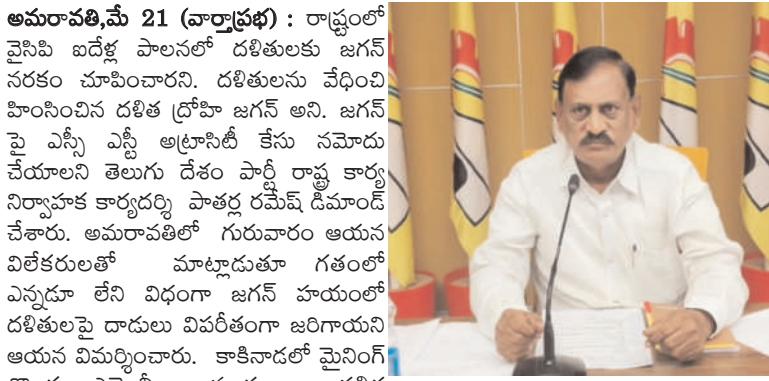 అమరావతి,మే 21 (వార్తాప్రభ) : రాష్ట్రంలో
వైసిపి ఐదేళ్ల పాలనలో దళితులకు జగన్
నరకం చూపించారని. దళితులను వేధించి
హింసించిన దళిత ద్రోహి జగన్ అని. జగన్
పై ఎస్సీ ఎస్టీ అట్రాసిటీ కేసు నమోదు
చేయాలని తెలుగు దేశం పార్టీ రాష్ట్ర కార్య
నిర్వాహక కార్యదర్శి పాతర్ల రమేష్ డిమాండ్
చేశారు. అమరావతిలో గురువారం ఆయన
విలేకరులతో మాట్లాడుతూ గతంలో
ఎన్నడూ లేని విధంగా జగన్ హయంలో
దళితులపై దాడులు విపరీతంగా జరిగాయని
ఆయన విమర్శించారు. కాకినాడలో మైనింగ్